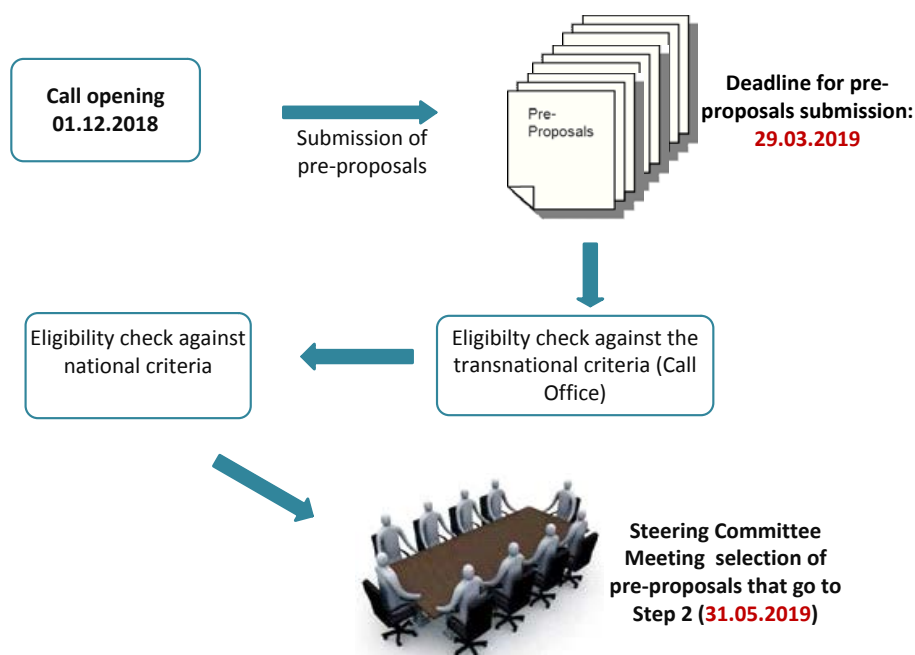 Call opening
01.12.2018
Submission of
pre-proposals
Pre-
Proposals
Deadline for pre-
proposals submission:
29.03.2019
Eligibilty check against the
transnational criteria (Call
Office)
Eligibility check against
national criteria
Steering Committee
Meeting  selection of
pre-proposals that go to
Step 2 (31.05.2019)